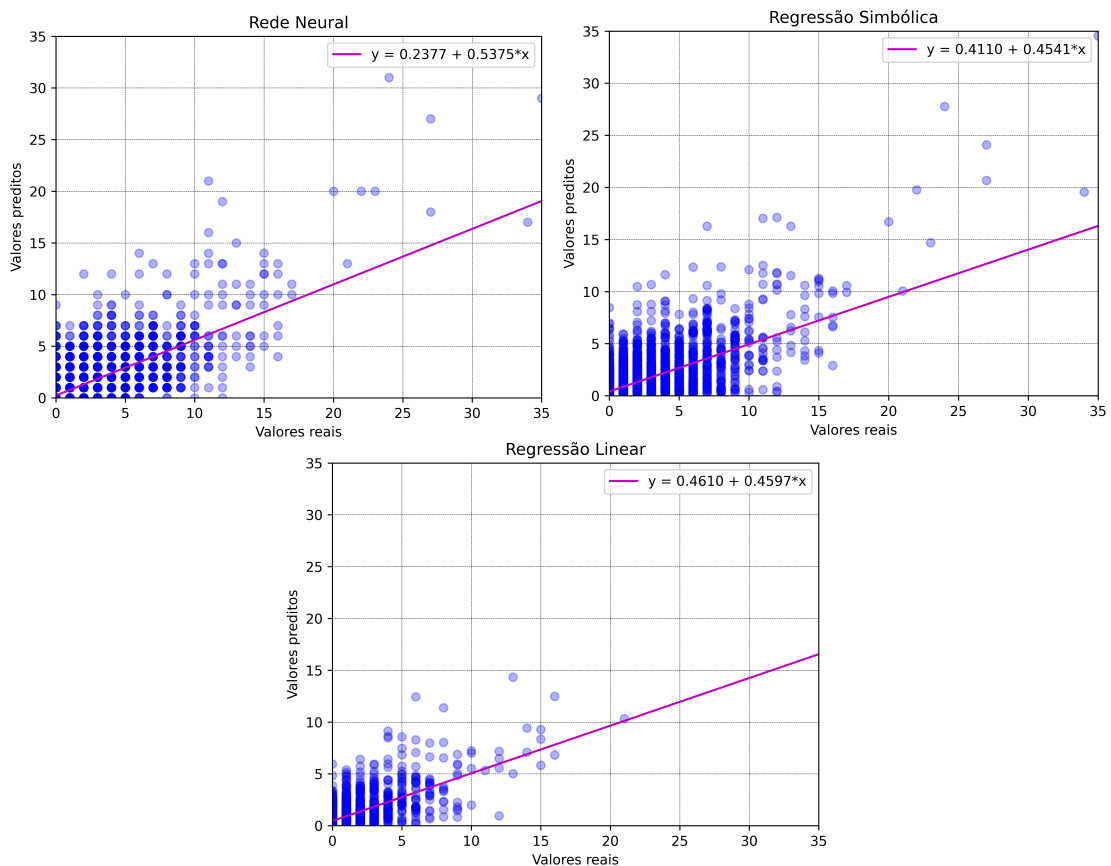 Rede Neural
y = 0.2377 + 0.5375*x
35
30
25
20
15
10
5
0
Valores preditos
0 5 10 15 20 25 30 35
Valores reais
Regressão Simbólica
y = 0.4110 + 0.4541*x
35
30
25
20
15
10
5
0
Valores preditos
0 5 10 15 20 25 30 35
Valores reais
Regressão Linear
y = 0.4610 + 0.4597*x
35
30
25
20
15
10
5
0
Valores preditos
0 5 10 15 20 25 30 35
Valores reais